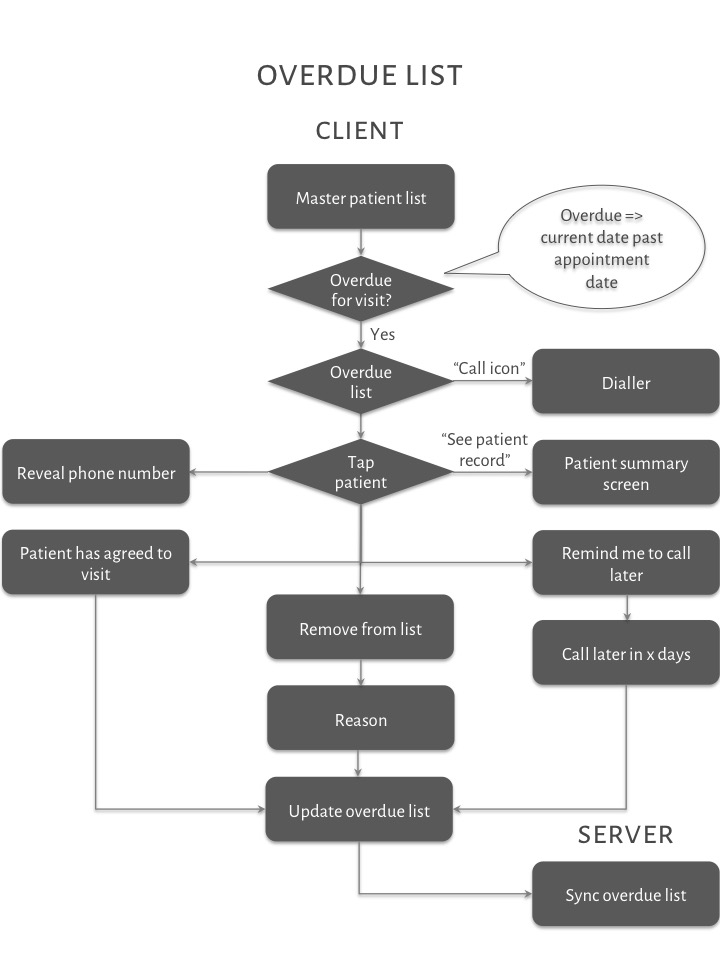 OVERDUE LIST
CLIENT
Master patient list
Overdue =>
current date past
appointment
date
Overdue
for visit?
Yes
Overdue
list
“Call icon”
Dialler
Tap
patient
“See patient
record”
Reveal phone number
Patient summary
screen
Patient has agreed to
visit
Remind me to call
later
Remove from list
Call later in x days
Reason
Update overdue list
SERVER
Sync overdue list